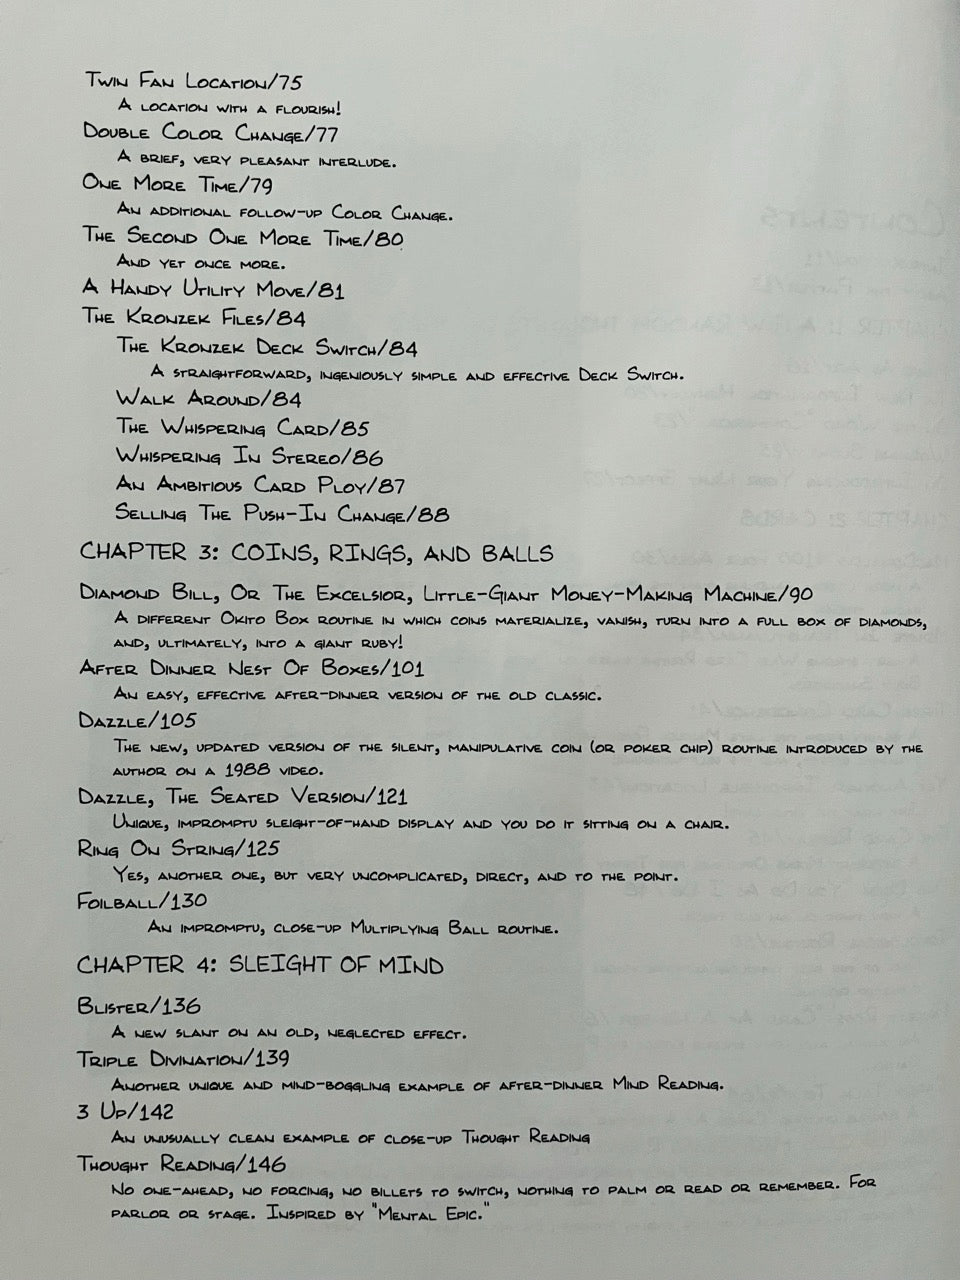 Twin Fan Location/75
A location with a flourish!
Double Color Change/77
A brief, very pleasant interlude.
One More Time/79
An additional follow-up Color Change.
The Second One More Time/80
And yet once more.
A Handy Utility Move/81
The Kronzek Files/84
The Kronzek Deck Switch/84
A straightforward, ingeniously simple and effective Deck Switch.
Walk Around/84
The Whispering Card/85
Whispering In Stereo/86
An Ambitious Card Ploy/87
Selling The Push-In Change/88
CHAPTER 3: COINS, RINGS, AND BALLS
Diamond Bill, Or The Excelsior, Little-Giant Money-Making Machine/90
A different Okito Box routine in which coins materialize, vanish, turn into a full box of diamonds,
and, ultimately, into a giant ruby!
After Dinner Nest Of Boxes/101
An easy, effective after-dinner version of the old classic.
Dazzle/105
The new, updated version of the silent, manipulative coin (or poker chip) routine introduced by the
author on a 1988 video.
Dazzle, The Seated Version/121
Unique, impromptu sleight-of-hand display and you do it sitting on a chair.
Ring On String/125
Yes, another one, but very uncomplicated, direct, and to the point.
Foilball/130
An impromptu, close-up Multiplying Ball routine.
CHAPTER 4: SLEIGHT OF MIND
Blister/136
A new slant on an old, neglected effect.
Triple Divination/139
Another unique and mind-boggling example of after-dinner Mind Reading.
3 Up/142
An unusually clean example of close-up Thought Reading
Thought Reading/146
No one-ahead, no forcing, no billets to switch, nothing to palm or read or remember. For
parlor or stage. Inspired by "Mental Epic."